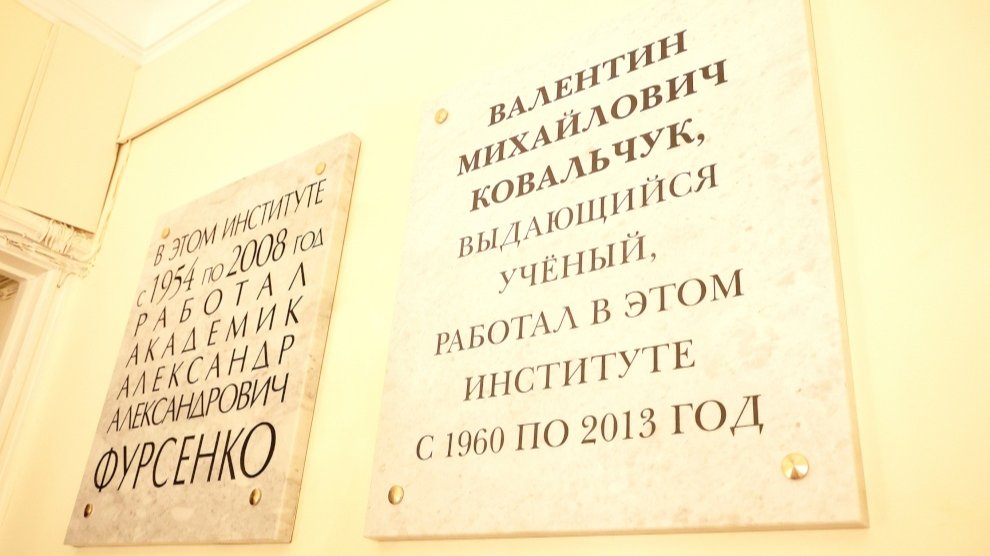 В ЭТОМ ИНСТИТУТЕ
С 1954 ПО 2008 ГОД
РАБОТАЛ
АКАДЕМИК
АЛЕКСАНДР
АЛЕКСАНДРОВИЧ
ФУРСЕНКО
ВАЛЕНТИН
МИХАЙЛОВИЧ
КОВАЛЬЧУК,
ВЫДАЮЩИЙСЯ
УЧЁНЫЙ,
РАБОТАЛ В ЭТОМ
ИНСТИТУТЕ
С 1960 ПО 2013 ГОД